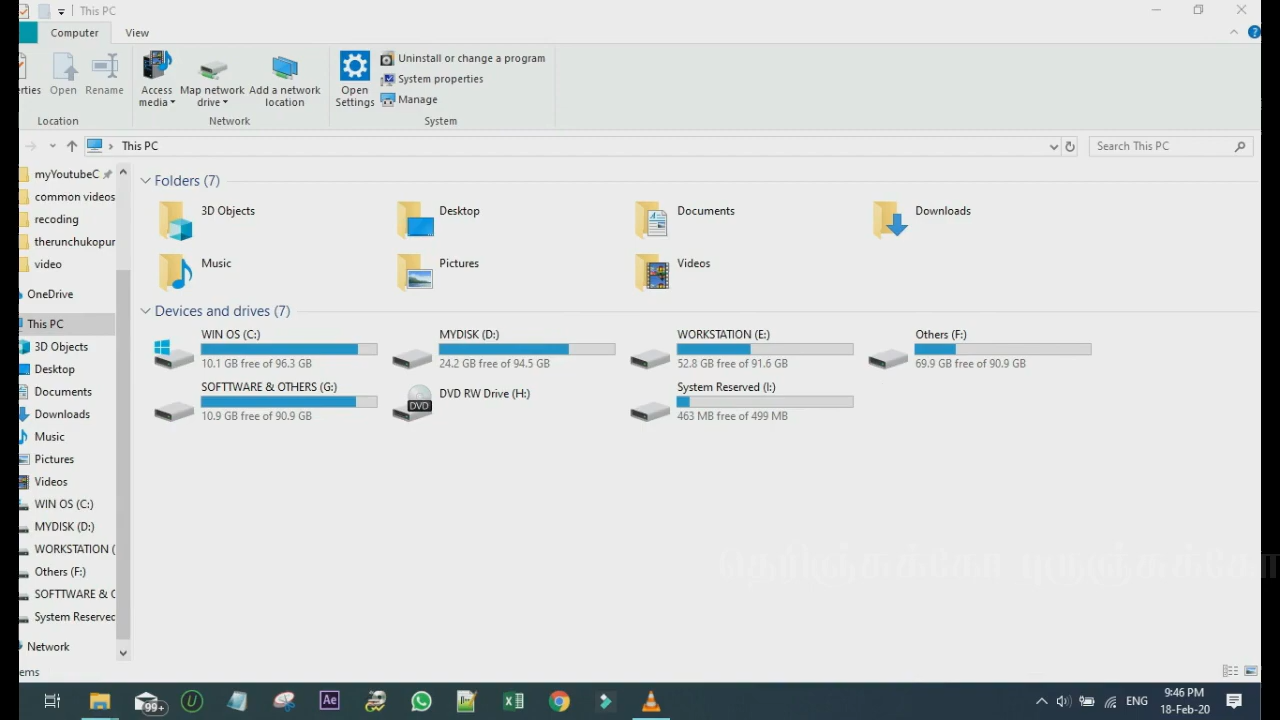 This PC
Computer View
Open Rename
Access media
Map network drive
Add a network location
Open Settings
Uninstall or change a program
System properties
Manage
Location Network System
This PC
Search This PC
myYoutubeC
common videos
recoding
therunchukopur
video
OneDrive
This PC
3D Objects
Desktop
Documents
Downloads
Music
Pictures
Videos
WIN OS (C:)
MYDISK (D:)
WORKSTATION (
Others (F:)
SOFTTWARE & O
System Reserved
Network
Folders (7)
3D Objects
Desktop
Documents
Downloads
Music
Pictures
Videos
Devices and drives (7)
WIN OS (C:)
10.1 GB free of 96.3 GB
MYDISK (D:)
24.2 GB free of 94.5 GB
WORKSTATION (E:)
52.8 GB free of 91.6 GB
Others (F:)
69.9 GB free of 90.9 GB
SOFTTWARE & OTHERS (G:)
10.9 GB free of 90.9 GB
DVD RW Drive (H:)
System Reserved (I:)
463 MB free of 499 MB
99+
Ae
ENG
9:46 PM
18-Feb-20